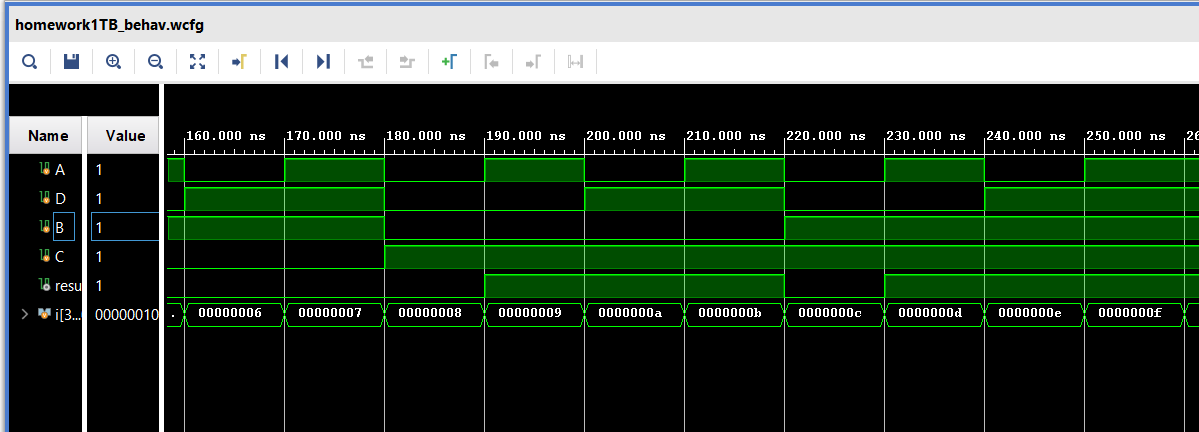 homework1TB_behav.wcfg
Name Value
160.000 ns 170.000 ns 180.000 ns 190.000 ns 200.000 ns 210.000 ns 220.000 ns 230.000 ns 240.000 ns 250.000 ns 26
A 1
D 1
B 1
C 1
resu 1
i[3... 00000010 . 00000006 00000007 00000008 00000009 0000000a 0000000b 0000000c 0000000d 0000000e 0000000f